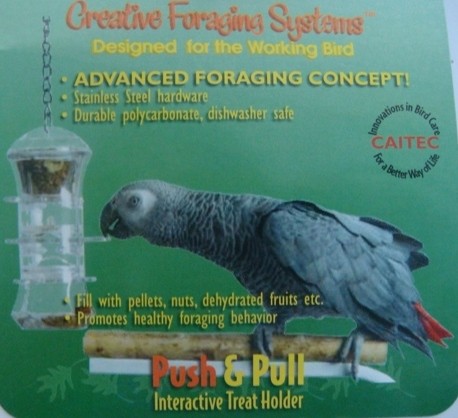 Creative Foraging Systems™
Designed for the Working Bird
• ADVANCED FORAGING CONCEPT!
• Stainless Steel hardware
• Durable polycarbonate, dishwasher safe
Innovations in Bird Care
CAITEC
For a Better Way of Life
• Fill with pellets, nuts, dehydrated fruits etc.
• Promotes healthy foraging behavior
Push & Pull
Interactive Treat Holder